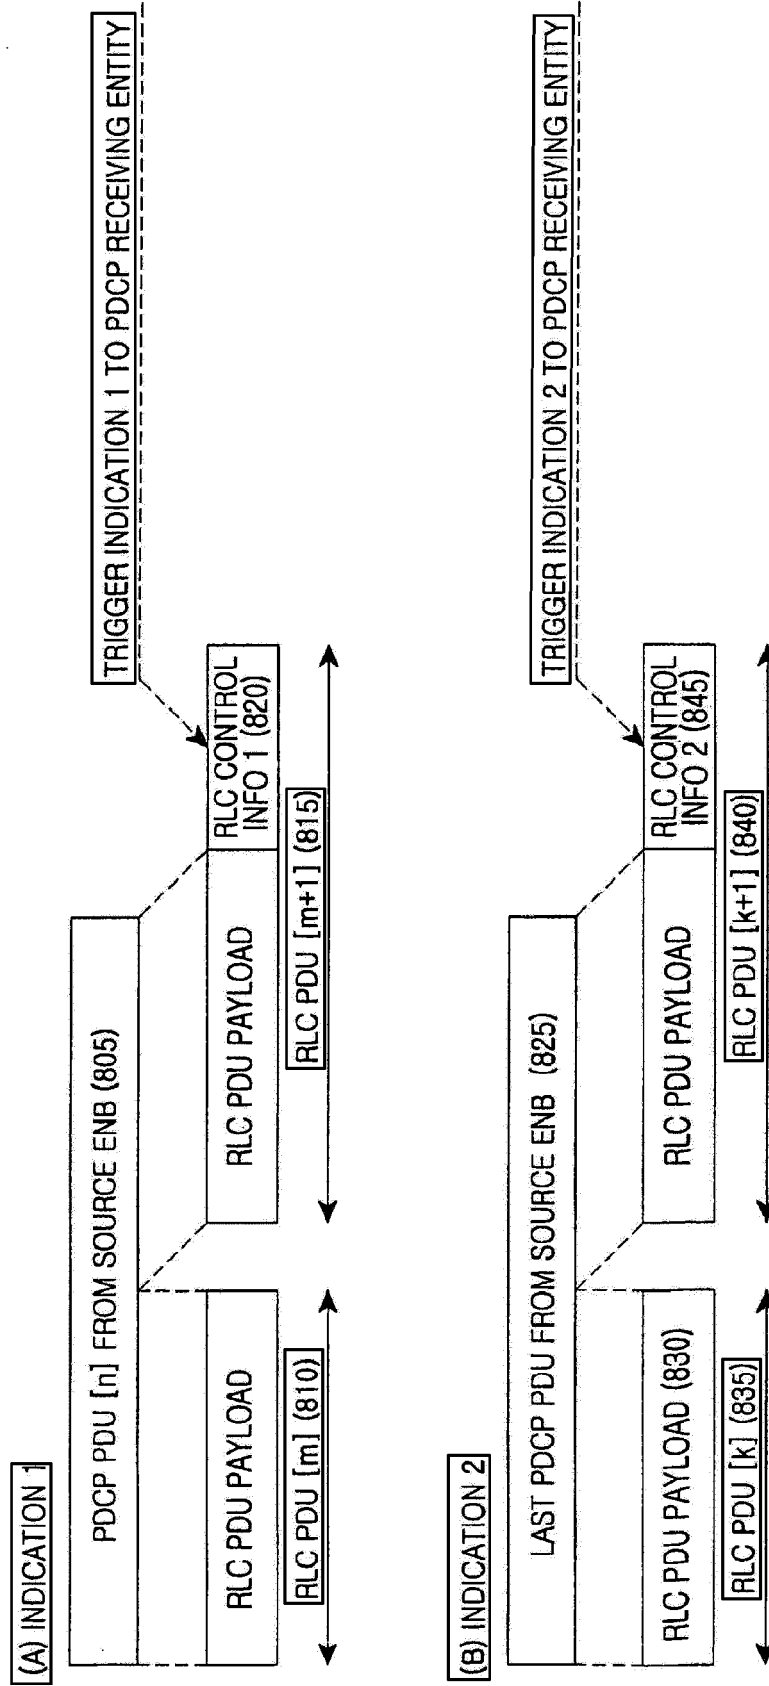 (A) INDICATION 1
PDCP PDU [n] FROM SOURCE ENB (805)
TRIGGER INDICATION 1 TO PDCP RECEIVING ENTITY
RLC PDU PAYLOAD
RLC PDU PAYLOAD
RLC CONTROL
INFO 1 (820)
RLC PDU [m] (810)
RLC PDU [m+1] (815)
(B) INDICATION 2
LAST PDCP PDU FROM SOURCE ENB (825)
TRIGGER INDICATION 2 TO PDCP RECEIVING ENTITY
RLC PDU PAYLOAD (830)
RLC PDU PAYLOAD
RLC CONTROL
INFO 2 (845)
RLC PDU [k] (835)
RLC PDU [k+1] (840)